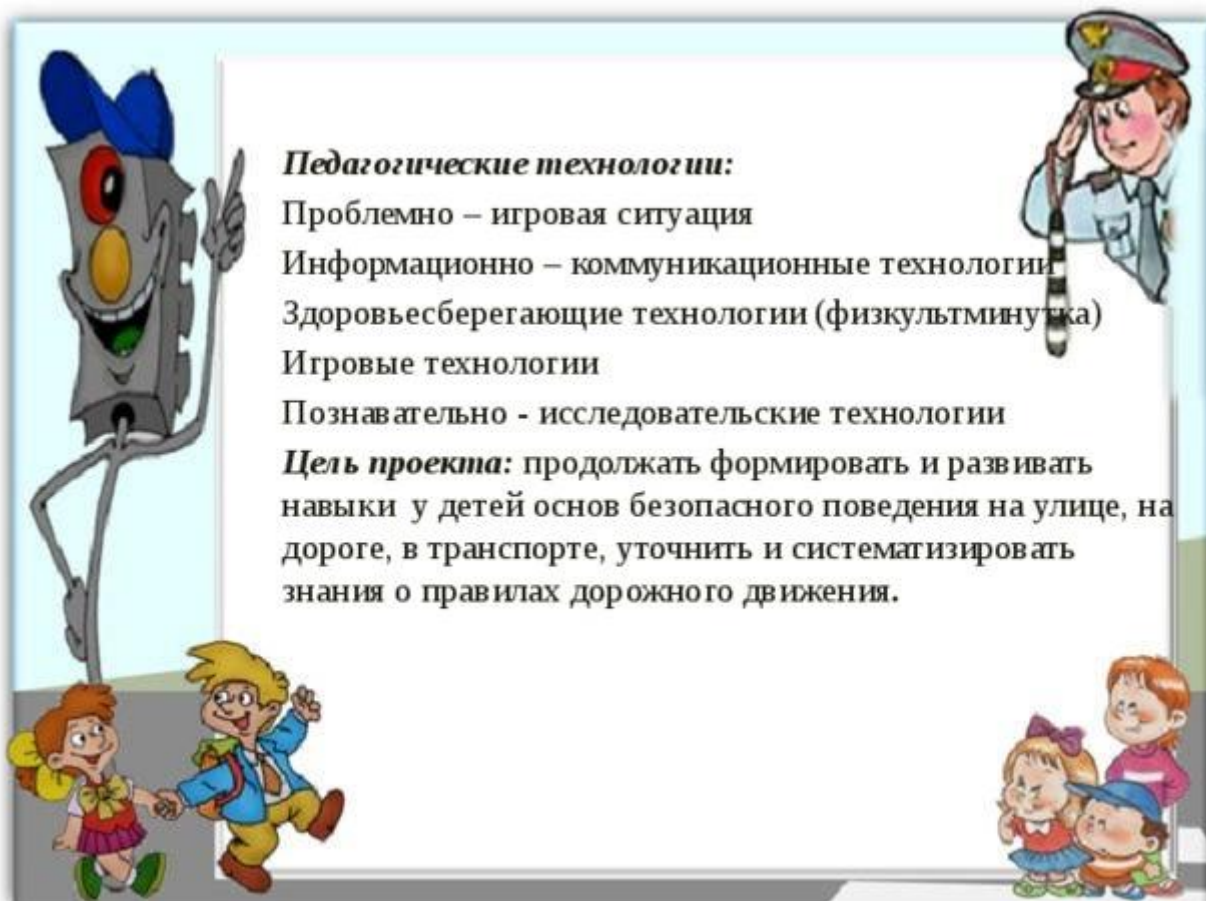 Педагогические технологии:
Проблемно – игровая ситуация
Информационно – коммуникационные технологии
Здоровьесберегающие технологии (физкультминутка)
Игровые технологии
Познавательно - исследовательские технологии
Цель проекта: продолжать формировать и развивать
навыки у детей основ безопасного поведения на улице, на
дороге, в транспорте, уточнить и систематизировать
знания о правилах дорожного движения.